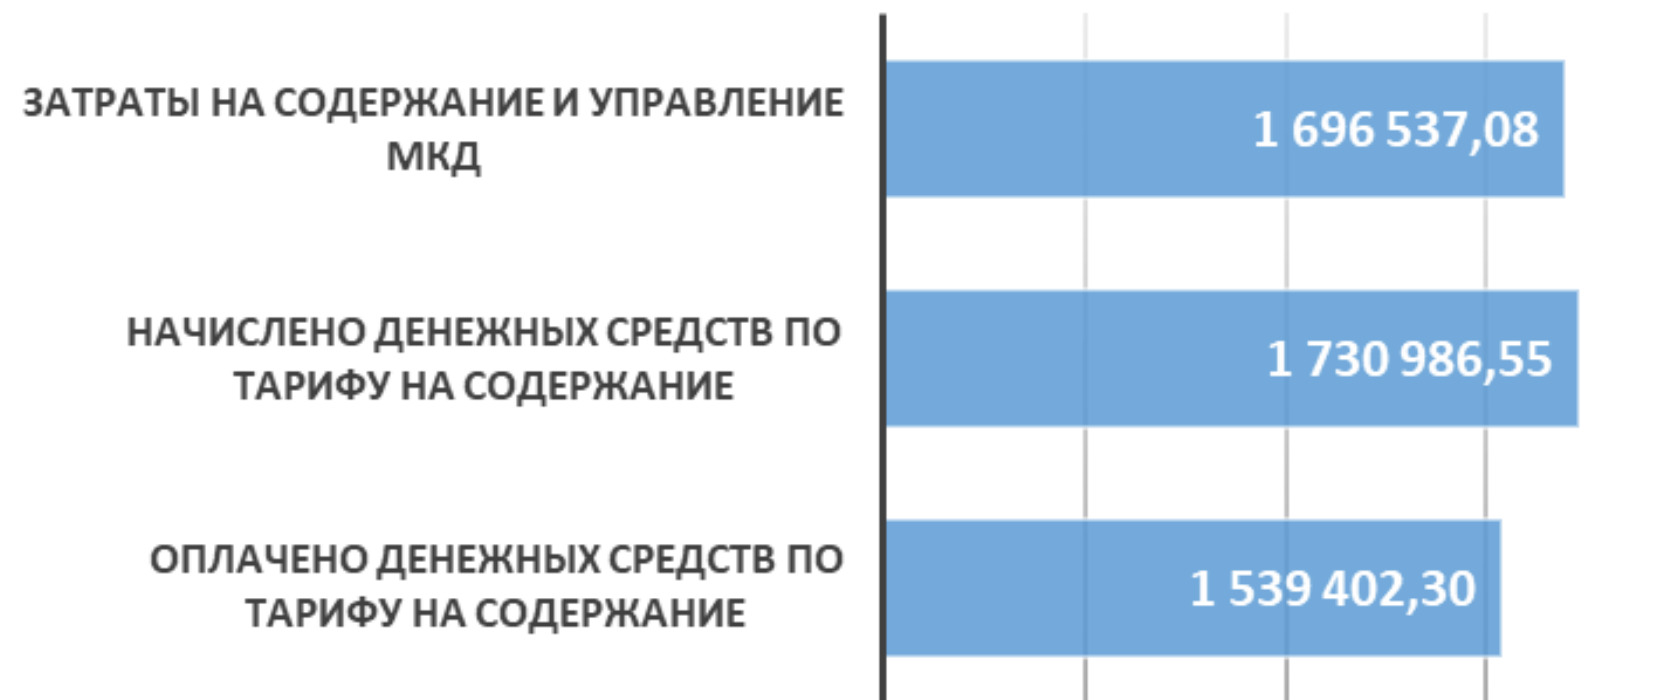 ЗАТРАТЫ НА СОДЕРЖАНИЕ И УПРАВЛЕНИЕ
МКД
1 696 537,08
НАЧИСЛЕНО ДЕНЕЖНЫХ СРЕДСТВ ПО
ТАРИФУ НА СОДЕРЖАНИЕ
1 730 986,55
ОПЛАЧЕНО ДЕНЕЖНЫХ СРЕДСТВ ПО
ТАРИФУ НА СОДЕРЖАНИЕ
1 539 402,30